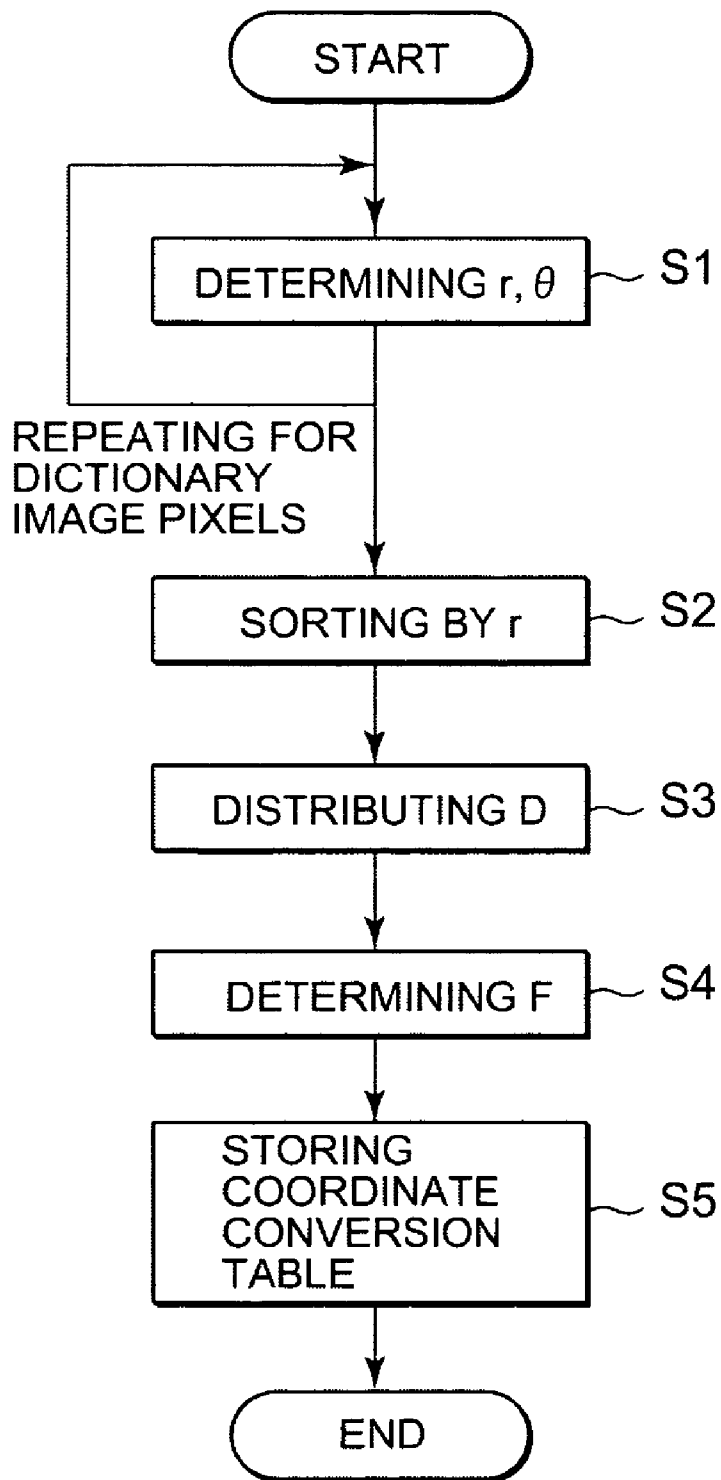 START
DETERMINING r, θ
S1
REPEATING FOR
DICTIONARY
IMAGE PIXELS
SORTING BY r
S2
DISTRIBUTING D
S3
DETERMINING F
S4
STORING
COORDINATE
CONVERSION
TABLE
S5
END